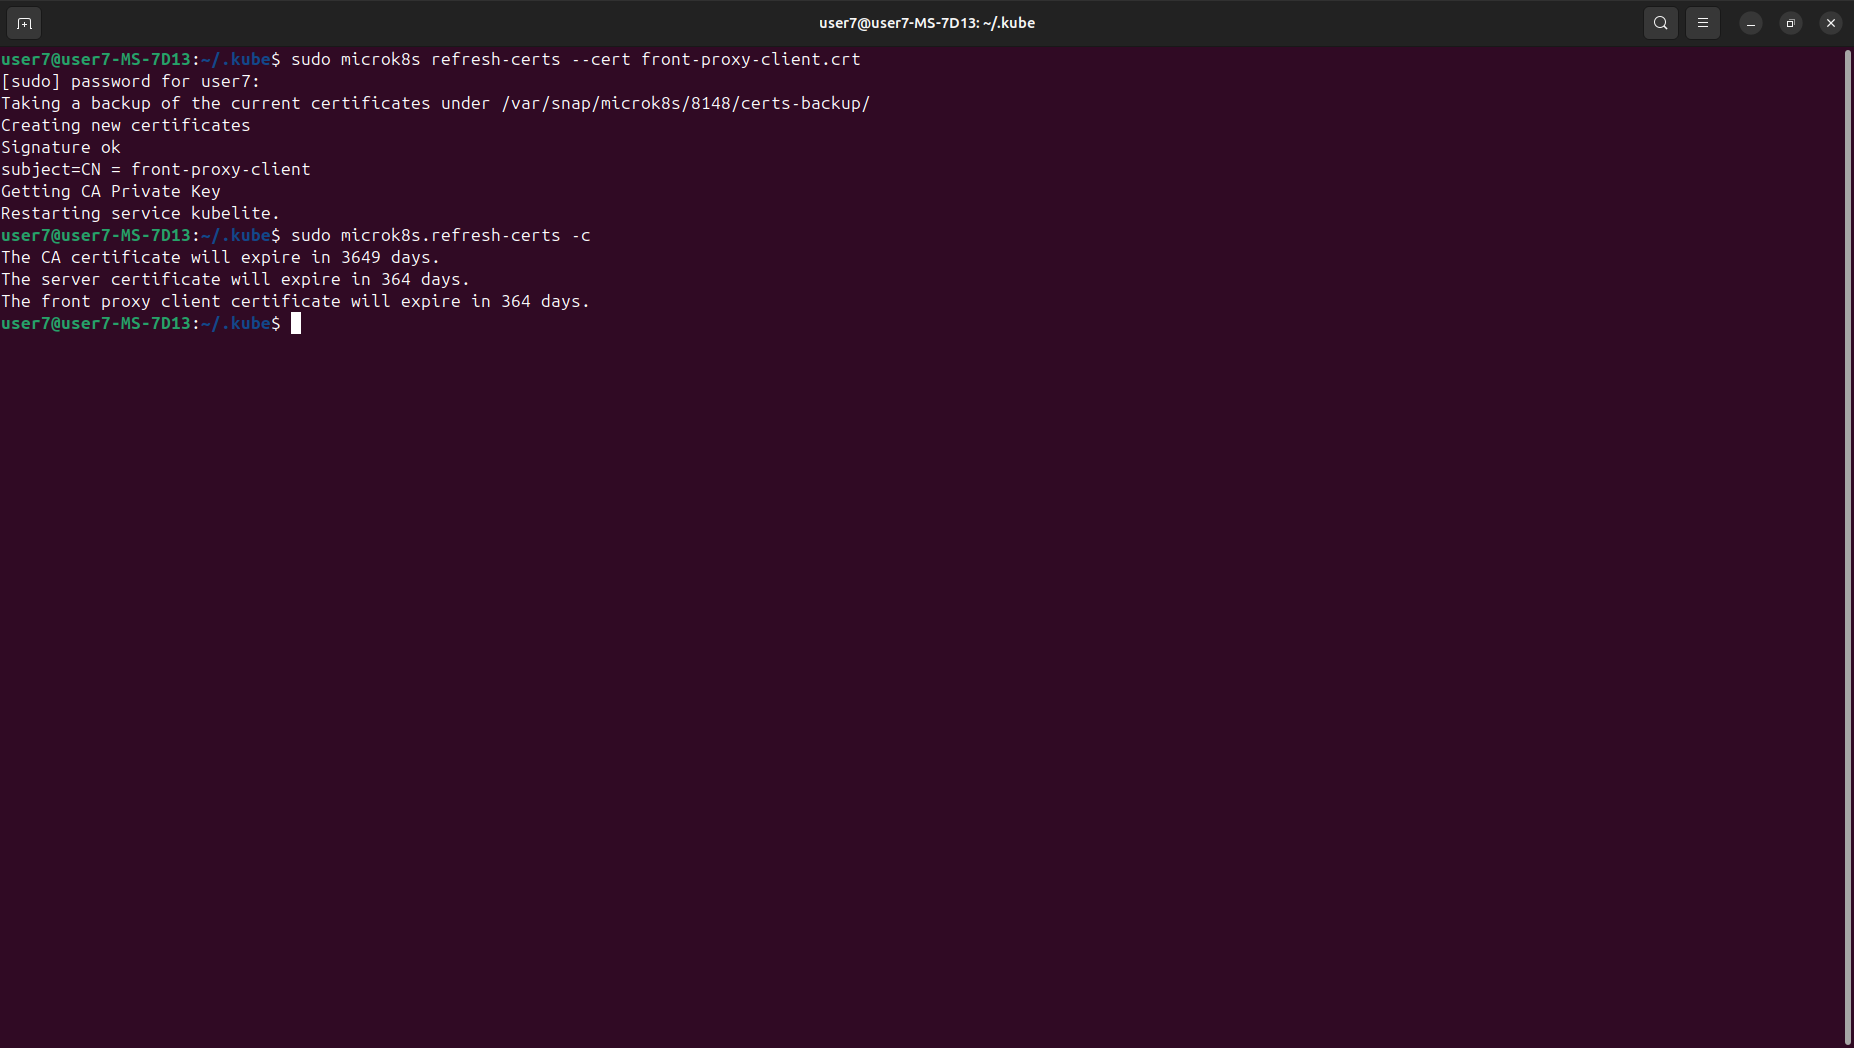 user7@user7-MS-7D13: ~/.kube
user7@user7-MS-7D13:~/.kube$ sudo microk8s refresh-certs --cert front-proxy-client.crt
[sudo] password for user7:
Taking a backup of the current certificates under /var/snap/microk8s/8148/certs-backup/
Creating new certificates
Signature ok
subject=CN = front-proxy-client
Getting CA Private Key
Restarting service kubelite.
user7@user7-MS-7D13:~/.kube$ sudo microk8s.refresh-certs -c
The CA certificate will expire in 3649 days.
The server certificate will expire in 364 days.
The front proxy client certificate will expire in 364 days.
user7@user7-MS-7D13:~/.kube$